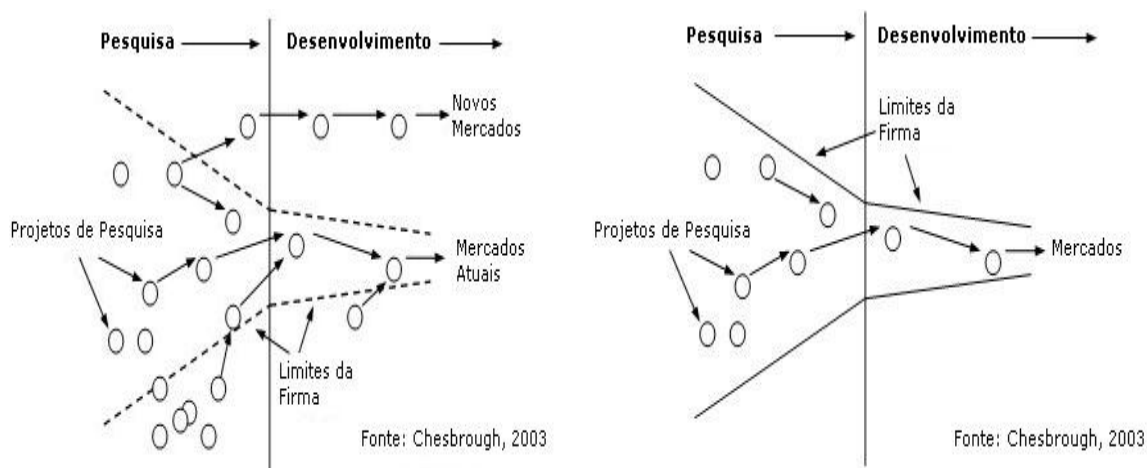 Pesquisa
Desenvolvimento
Novos
Mercados
Projetos de Pesquisa
Mercados
Atuais
Limites da
Firma
Fonte: Chesbrough, 2003
Pesquisa
Desenvolvimento
Limites da
Firma
Projetos de Pesquisa
Mercados
Fonte: Chesbrough, 2003